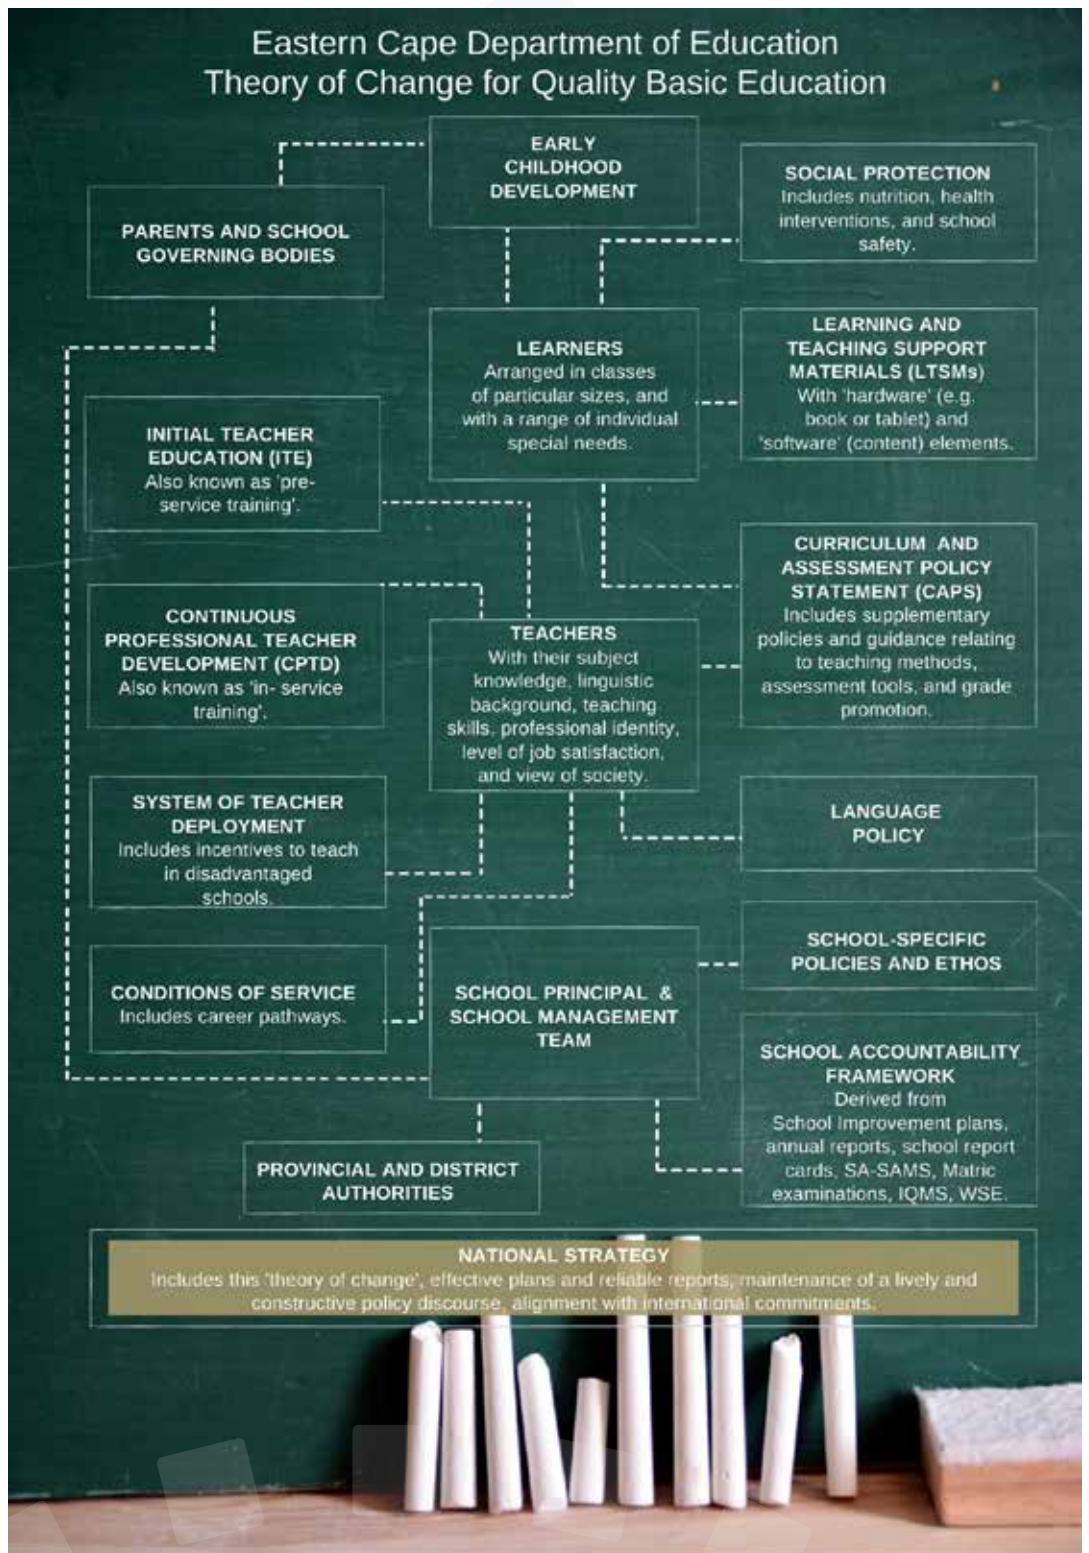 Eastern Cape Department of Education
Theory of Change for Quality Basic Education
EARLY
CHILDHOOD
DEVELOPMENT
SOCIAL PROTECTION
Includes nutrition, health
interventions, and school
safety.
PARENTS AND SCHOOL
GOVERNING BODIES
LEARNERS
Arranged in classes
of particular sizes, and
with a range of individual
special needs.
LEARNING AND
TEACHING SUPPORT
MATERIALS (LTSMs)
With 'hardware' (e.g.
book or tablet) and
'software' (content) elements.
INITIAL TEACHER
EDUCATION (ITE)
Also known as 'pre-
service training'.
CURRICULUM AND
ASSESSMENT POLICY
STATEMENT (CAPS)
Includes supplementary
policies and guidance relating
to teaching methods,
assessment tools, and grade
promotion.
CONTINUOUS
PROFESSIONAL TEACHER
DEVELOPMENT (CPTD)
Also known as 'in- service
training'.
TEACHERS
With their subject
knowledge, linguistic
background, teaching
skills, professional identity,
level of job satisfaction,
and view of society.
SYSTEM OF TEACHER
DEPLOYMENT
Includes incentives to teach
in disadvantaged
schools.
LANGUAGE
POLICY
SCHOOL-SPECIFIC
POLICIES AND ETHOS
CONDITIONS OF SERVICE
Includes career pathways.
SCHOOL PRINCIPAL &
SCHOOL MANAGEMENT
TEAM
SCHOOL ACCOUNTABILITY
FRAMEWORK
Derived from
School Improvement plans,
annual reports, school report
cards, SA-SAMS, Matric
examinations, IQMS, WSE.
PROVINCIAL AND DISTRICT
AUTHORITIES
NATIONAL STRATEGY
Includes this 'theory of change', effective plans and reliable reports, maintenance of a lively and
constructive policy discourse, alignment with international commitments.